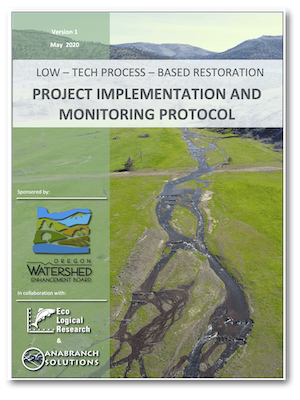 Version 1
May 2020
LOW – TECH PROCESS – BASED RESTORATION
PROJECT IMPLEMENTATION AND
MONITORING PROTOCOL
Sponsored by:
OREGON
WATERSHED
ENHANCEMENT BOARD
In collaboration with:
Eco
Logical
Research
&
ANABRANCH
SOLUTIONS